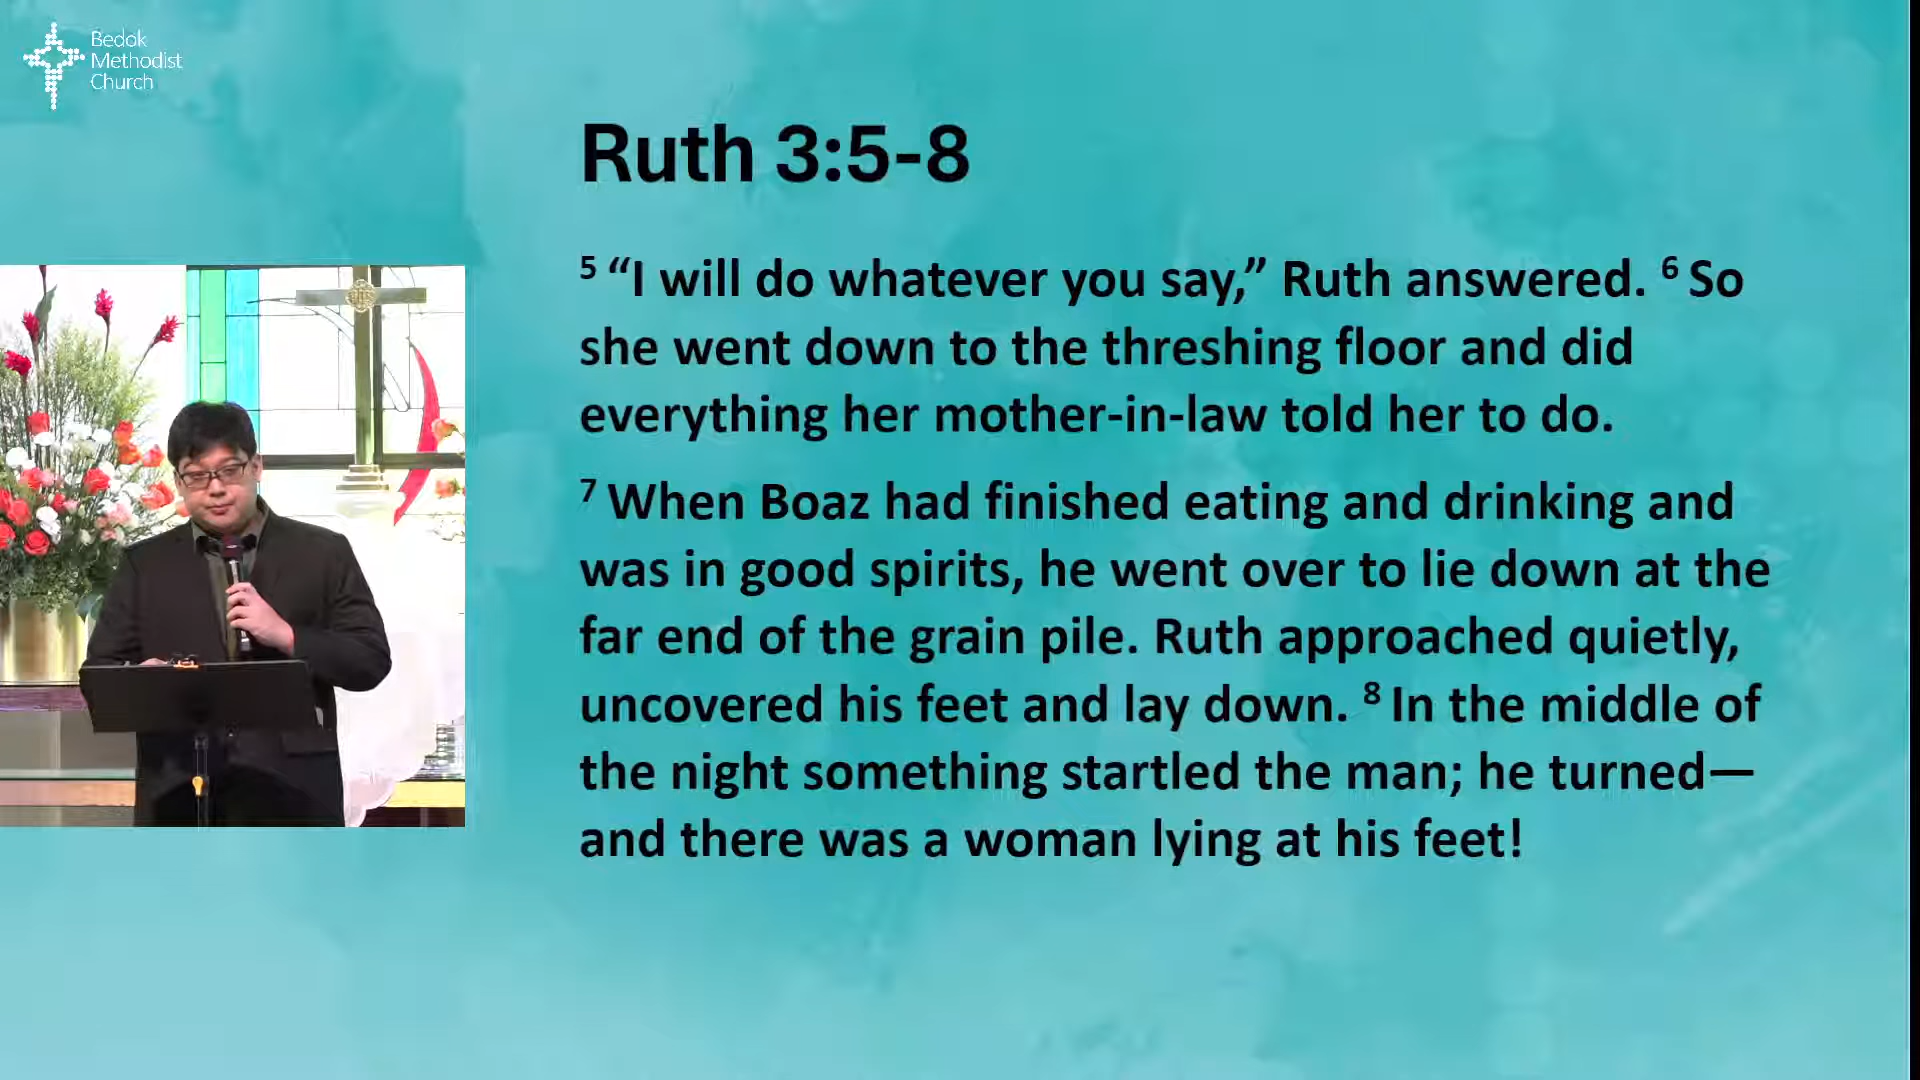 Bedok
Methodist
Church
Ruth 3:5-8
5 “I will do whatever you say,” Ruth answered. 6 So
she went down to the threshing floor and did
everything her mother-in-law told her to do.
7 When Boaz had finished eating and drinking and
was in good spirits, he went over to lie down at the
far end of the grain pile. Ruth approached quietly,
uncovered his feet and lay down. 8 In the middle of
the night something startled the man; he turned—
and there was a woman lying at his feet!